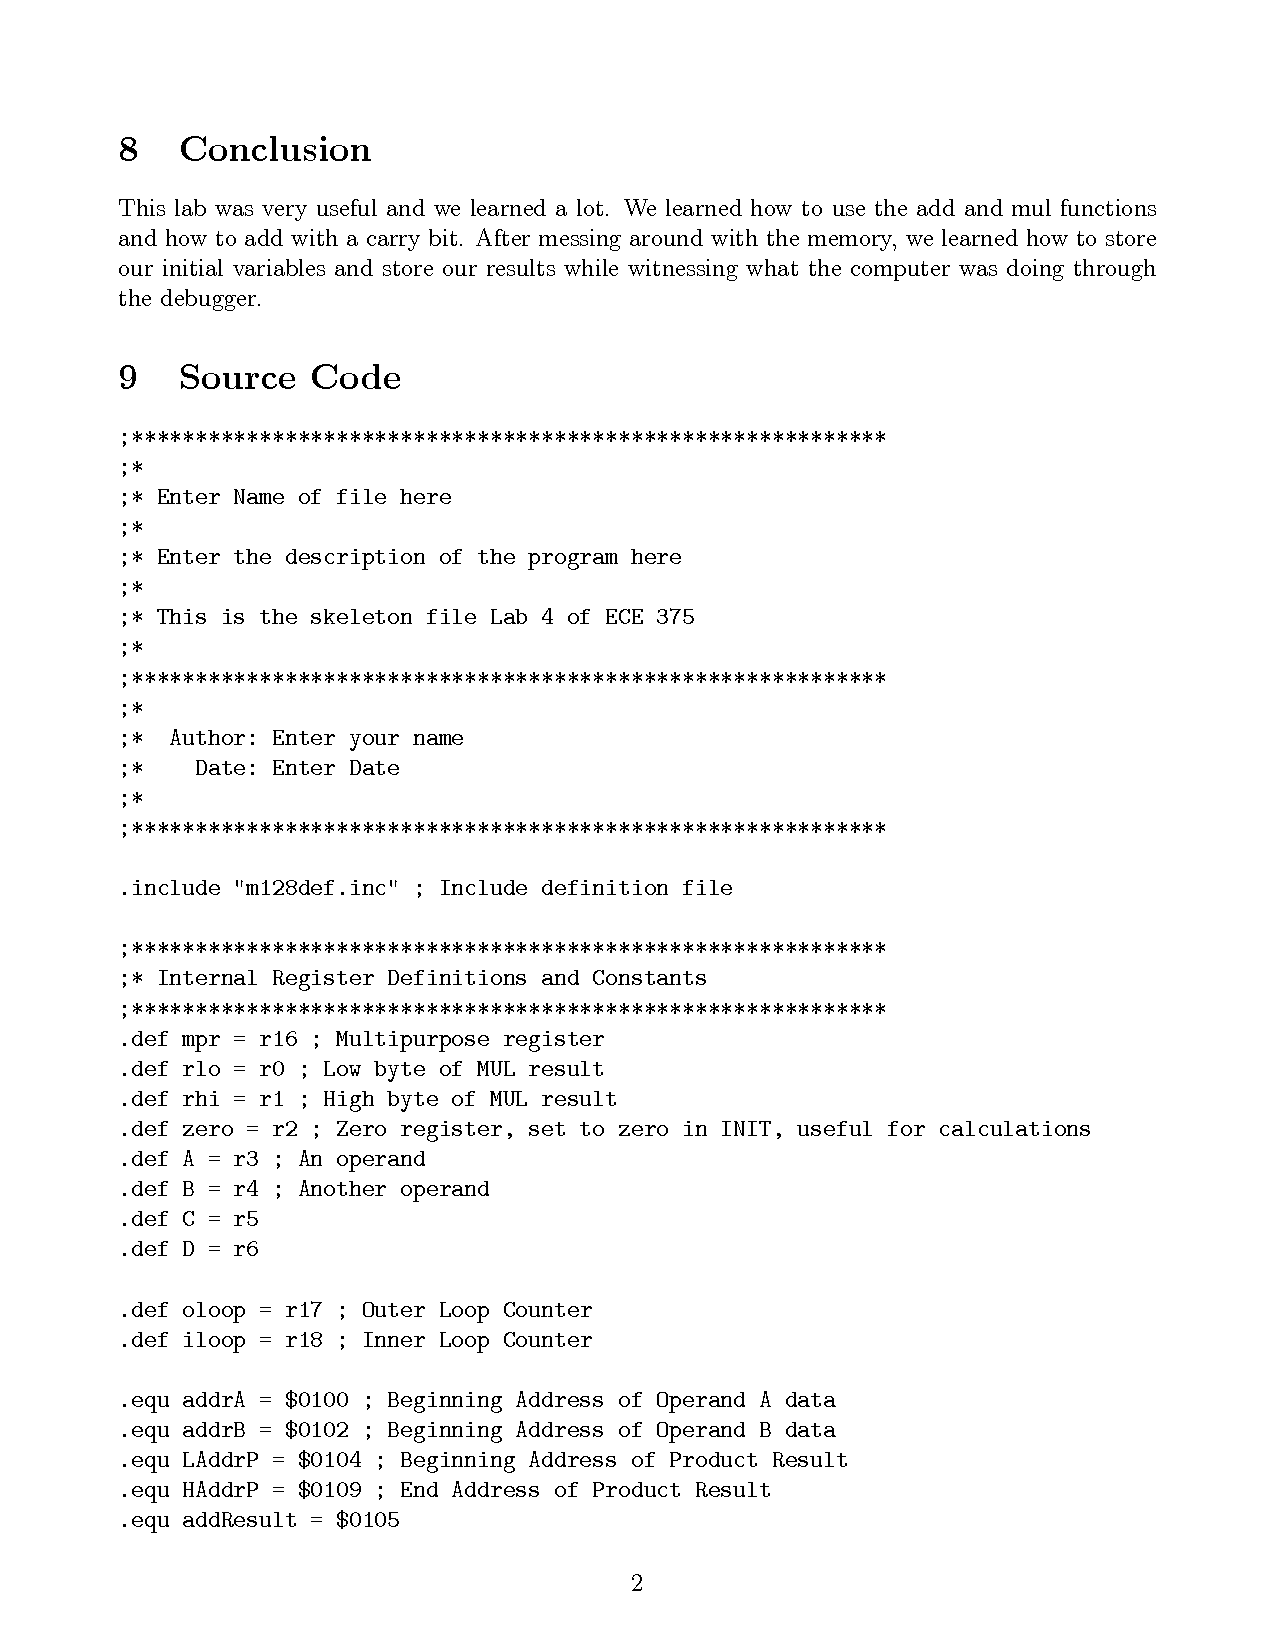 8 Conclusion
This lab was very useful and we learned a lot. We learned how to use the add and mul functions
and how to add with a carry bit. After messing around with the memory, we learned how to store
our initial variables and store our results while witnessing what the computer was doing through
the debugger.
9 Source Code
;***********************************************************
;*
;* Enter Name of file here
;*
;* Enter the description of the program here
;*
;* This is the skeleton file Lab 4 of ECE 375
;*
;***********************************************************
;*
;*  Author: Enter your name
;*    Date: Enter Date
;*
;***********************************************************
.include "m128def.inc" ; Include definition file
;***********************************************************
;* Internal Register Definitions and Constants
;***********************************************************
.def mpr = r16 ; Multipurpose register
.def rlo = r0 ; Low byte of MUL result
.def rhi = r1 ; High byte of MUL result
.def zero = r2 ; Zero register, set to zero in INIT, useful for calculations
.def A = r3 ; An operand
.def B = r4 ; Another operand
.def C = r5
.def D = r6
.def oloop = r17 ; Outer Loop Counter
.def iloop = r18 ; Inner Loop Counter
.equ addrA = $0100 ; Beginning Address of Operand A data
.equ addrB = $0102 ; Beginning Address of Operand B data
.equ LAddrP = $0104 ; Beginning Address of Product Result
.equ HAddrP = $0109 ; End Address of Product Result
.equ addResult = $0105
2